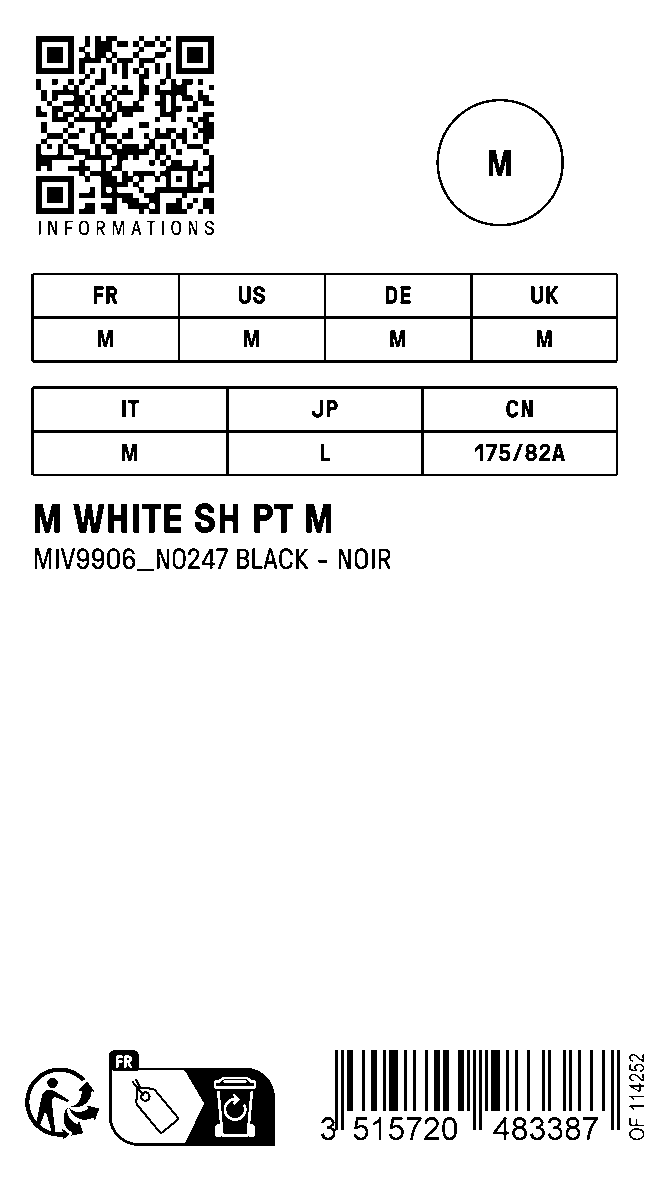 INFORMATIONS
M
FR US DE UK
M M M M
IT JP CN
M L 175/82A
M WHITE SH PT M
MIV9906_N0247 BLACK - NOIR
FR
3 515720 483387
OF 114252